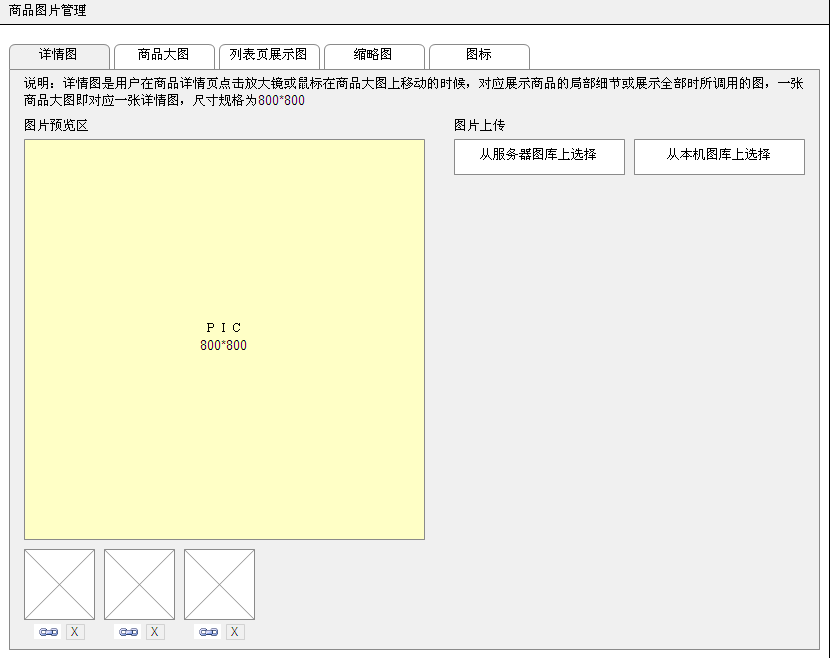 商品图片管理
详情图 商品大图 列表页展示图 缩略图 图标
说明：详情图是用户在商品详情页点击放大镜或鼠标在商品大图上移动的时候，对应展示商品的局部细节或展示全部时所调用的图，一张
商品大图即对应一张详情图，尺寸规格为800*800
图片预览区 图片上传
从服务器图库上选择 从本机图库上选择
ＰＩＣ
800*800
X X X